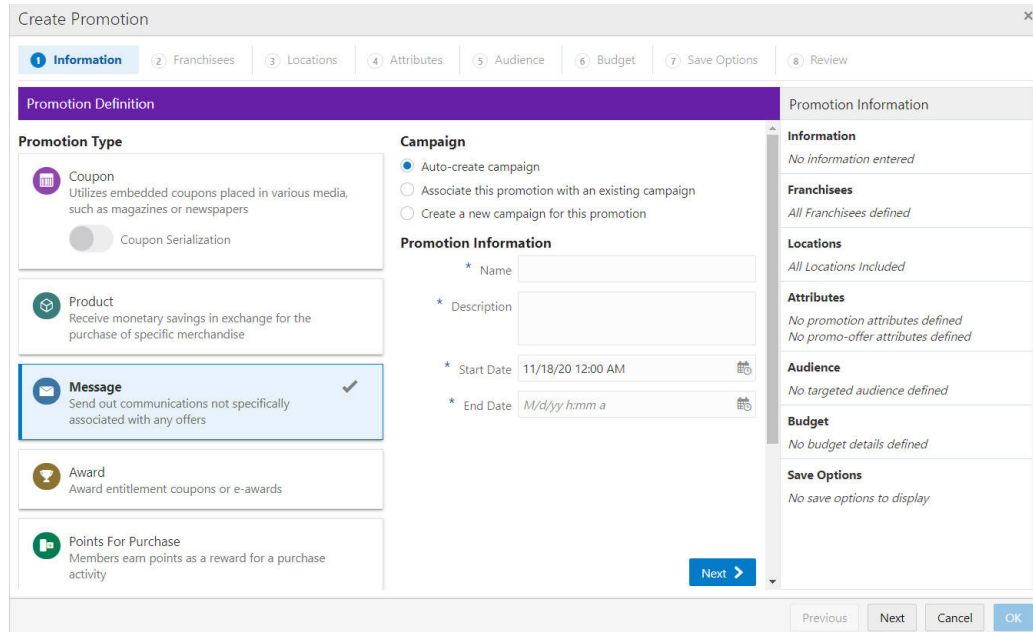 Create Promotion
×
1 Information
2 Franchisees
3 Locations
4 Attributes
5 Audience
6 Budget
7 Save Options
8 Review
Promotion Definition
Promotion Type
Coupon
Utilizes embedded coupons placed in various media,
such as magazines or newspapers
Coupon Serialization
Product
Receive monetary savings in exchange for the
purchase of specific merchandise
Message
Send out communications not specifically
associated with any offers
Award
Award entitlement coupons or e-awards
Points For Purchase
Members earn points as a reward for a purchase
activity
Campaign
Auto-create campaign
Associate this promotion with an existing campaign
Create a new campaign for this promotion
Promotion Information
* Name
* Description
* Start Date 11/18/20 12:00 AM
* End Date M/d/yy h:mm a
Next
Promotion Information
Information
No information entered
Franchisees
All Franchisees defined
Locations
All Locations Included
Attributes
No promotion attributes defined
No promo-offer attributes defined
Audience
No targeted audience defined
Budget
No budget details defined
Save Options
No save options to display
Previous
Next
Cancel
OK